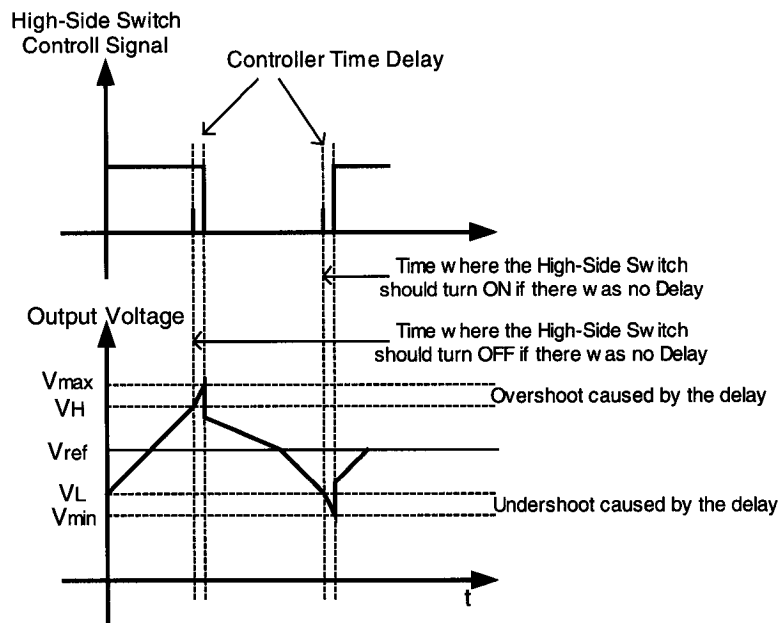 High-Side Switch
Controll Signal
Controller Time Delay
Time where the High-Side Switch
should turn ON if there was no Delay
Output Voltage
Time where the High-Side Switch
should turn OFF if there was no Delay
Vmax
Overshoot caused by the delay
VH
Vref
VL
Undershoot caused by the delay
Vmin
t